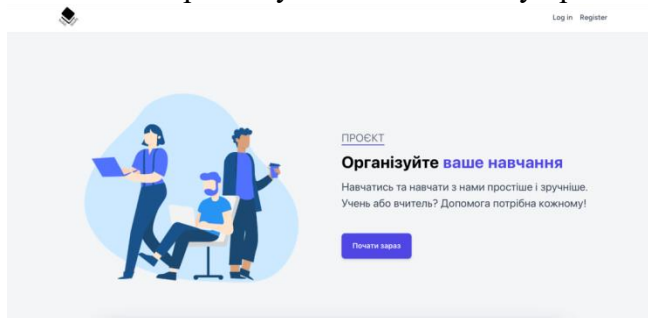 Log in Register
ПРОЄКТ
Організуйте ваше навчання
Навчатись та навчати з нами простіше і зручніше.
Учень або вчитель? Допомога потрібна кожному!
Почати зараз